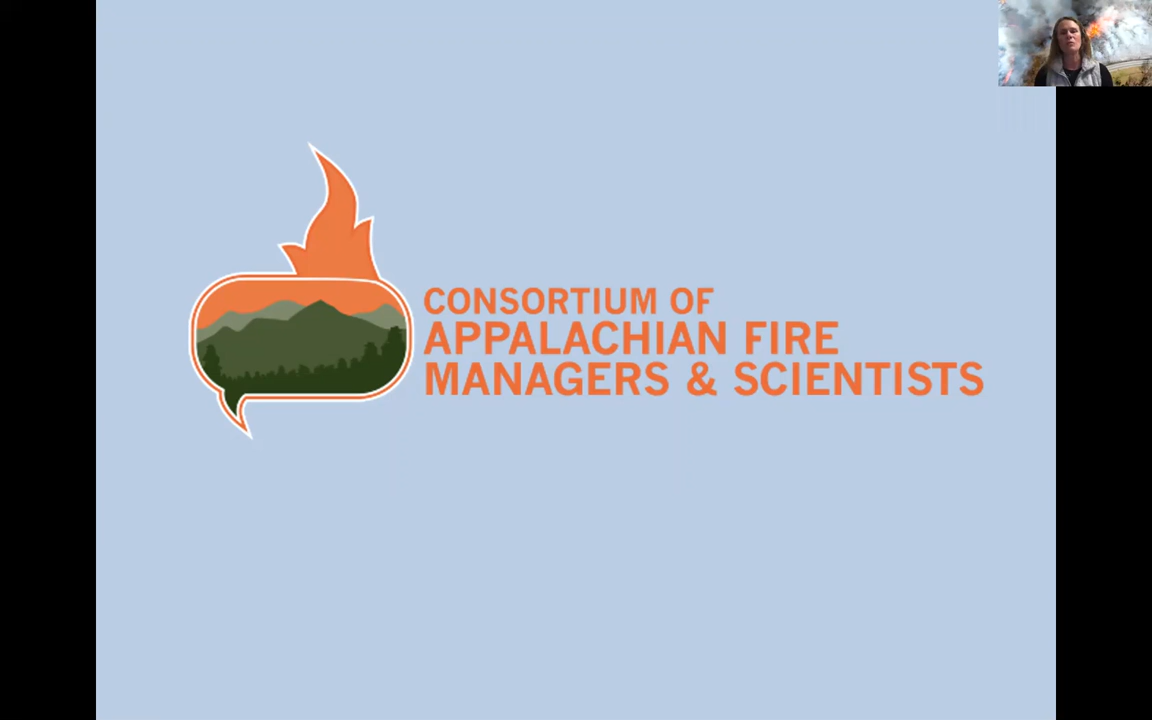 CONSORTIUM OF
APPALACHIAN FIRE
MANAGERS & SCIENTISTS